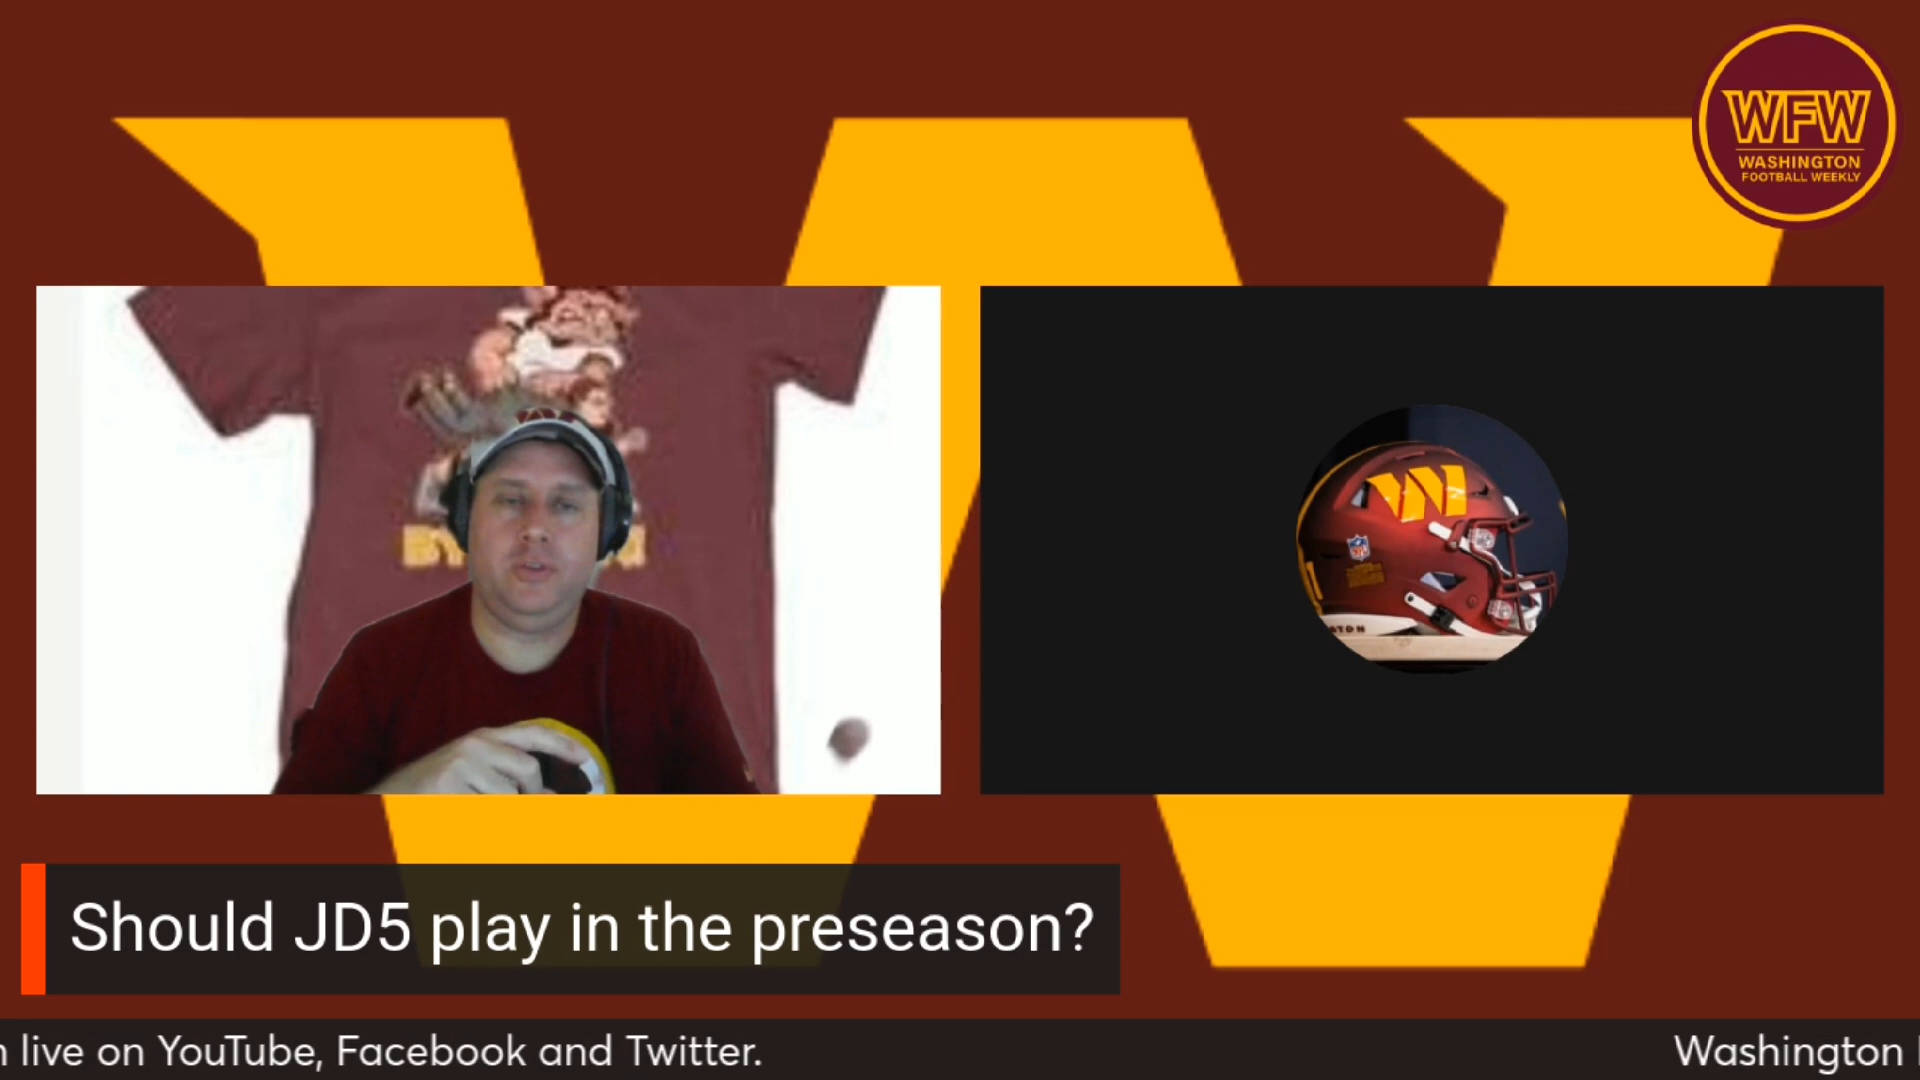 WFW
WASHINGTON
FOOTBALL WEEKLY
W
Should JD5 play in the preseason?
live on YouTube, Facebook and Twitter.
Washington